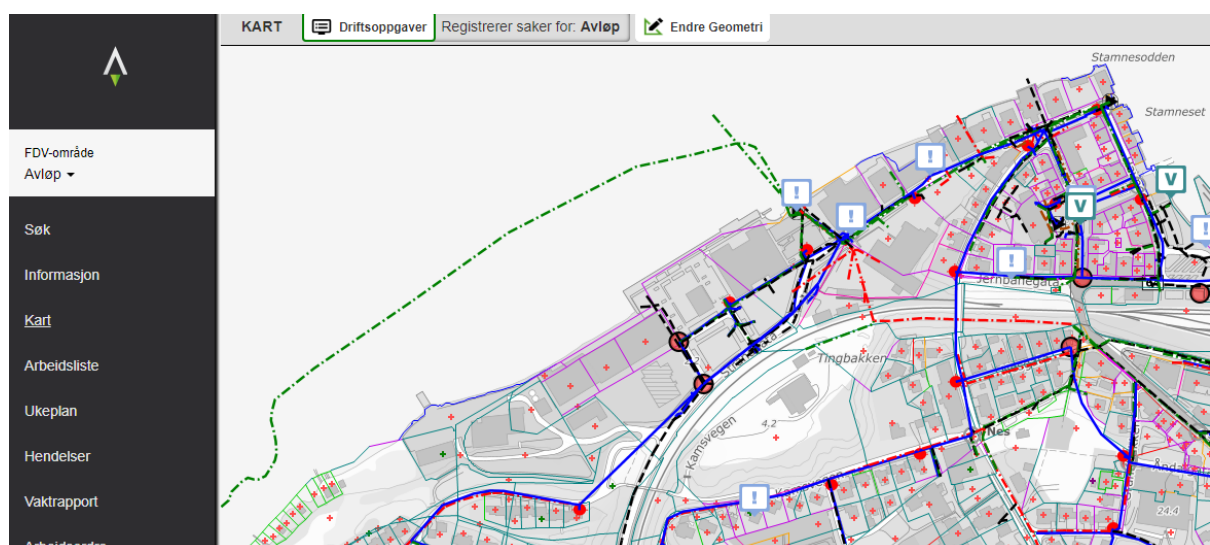 KART
Driftsoppgaver
Registrerer saker for: Avløp
Endre Geometri
FDV-område
Avløp
Søk
Informasjon
Kart
Arbeidsliste
Ukeplan
Hendelser
Vaktrapport
Stamnesodden
Stamneset
V
V
!
!
!
!
!
!
Jernbanegata
Tingbakken
Kamsvegen
4.2
Nes
24.4